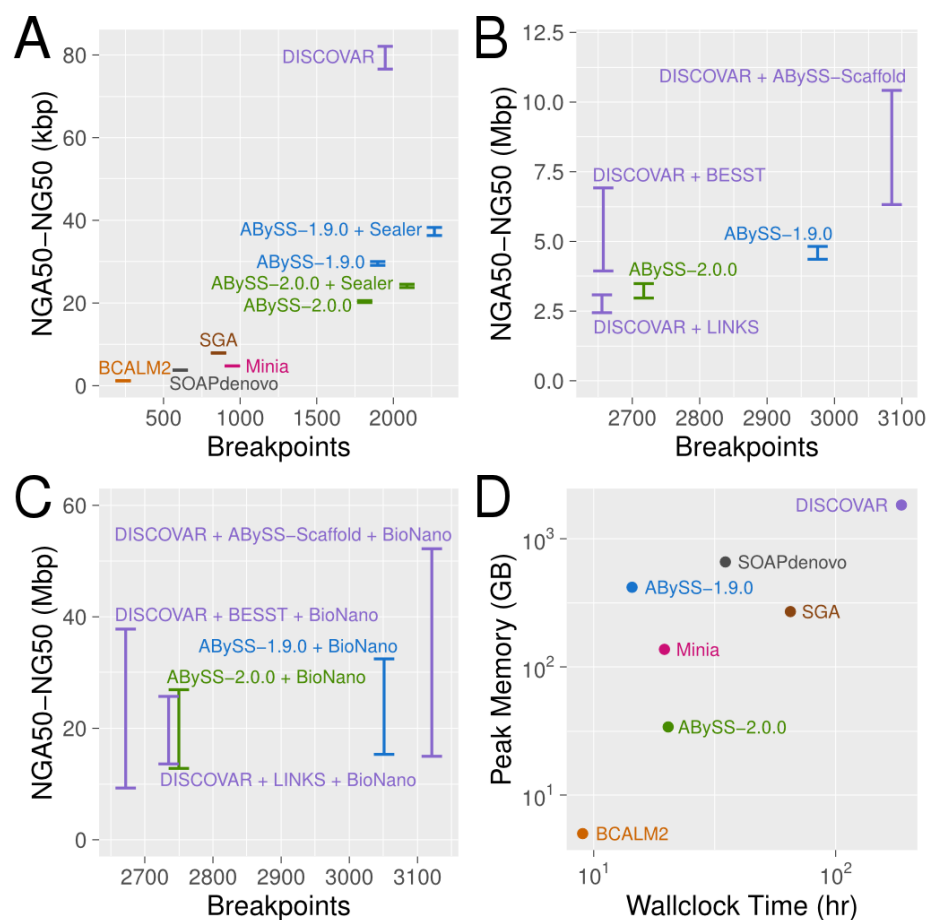 A
NGA50−NG50 (kbp)
80
60
40
20
0
DISCOVAR
ABySS−1.9.0 + Sealer
ABySS−1.9.0
ABySS−2.0.0 + Sealer
ABySS−2.0.0
SGA
BCALM2
Minia
SOAPdenovo
500
1000
1500
2000
Breakpoints
B
NGA50−NG50 (Mbp)
12.5
10.0
7.5
5.0
2.5
0.0
DISCOVAR + ABySS−Scaffold
DISCOVAR + BESST
ABySS−1.9.0
ABySS−2.0.0
DISCOVAR + LINKS
2700
2800
2900
3000
3100
Breakpoints
C
NGA50−NG50 (Mbp)
60
40
20
0
DISCOVAR + ABySS−Scaffold + BioNano
DISCOVAR + BESST + BioNano
ABySS−1.9.0 + BioNano
ABySS−2.0.0 + BioNano
DISCOVAR + LINKS + BioNano
2700
2800
2900
3000
3100
Breakpoints
D
Peak Memory (GB)
10³
10²
10¹
DISCOVAR
SOAPdenovo
ABySS−1.9.0
SGA
Minia
ABySS−2.0.0
BCALM2
10¹
10²
Wallclock Time (hr)